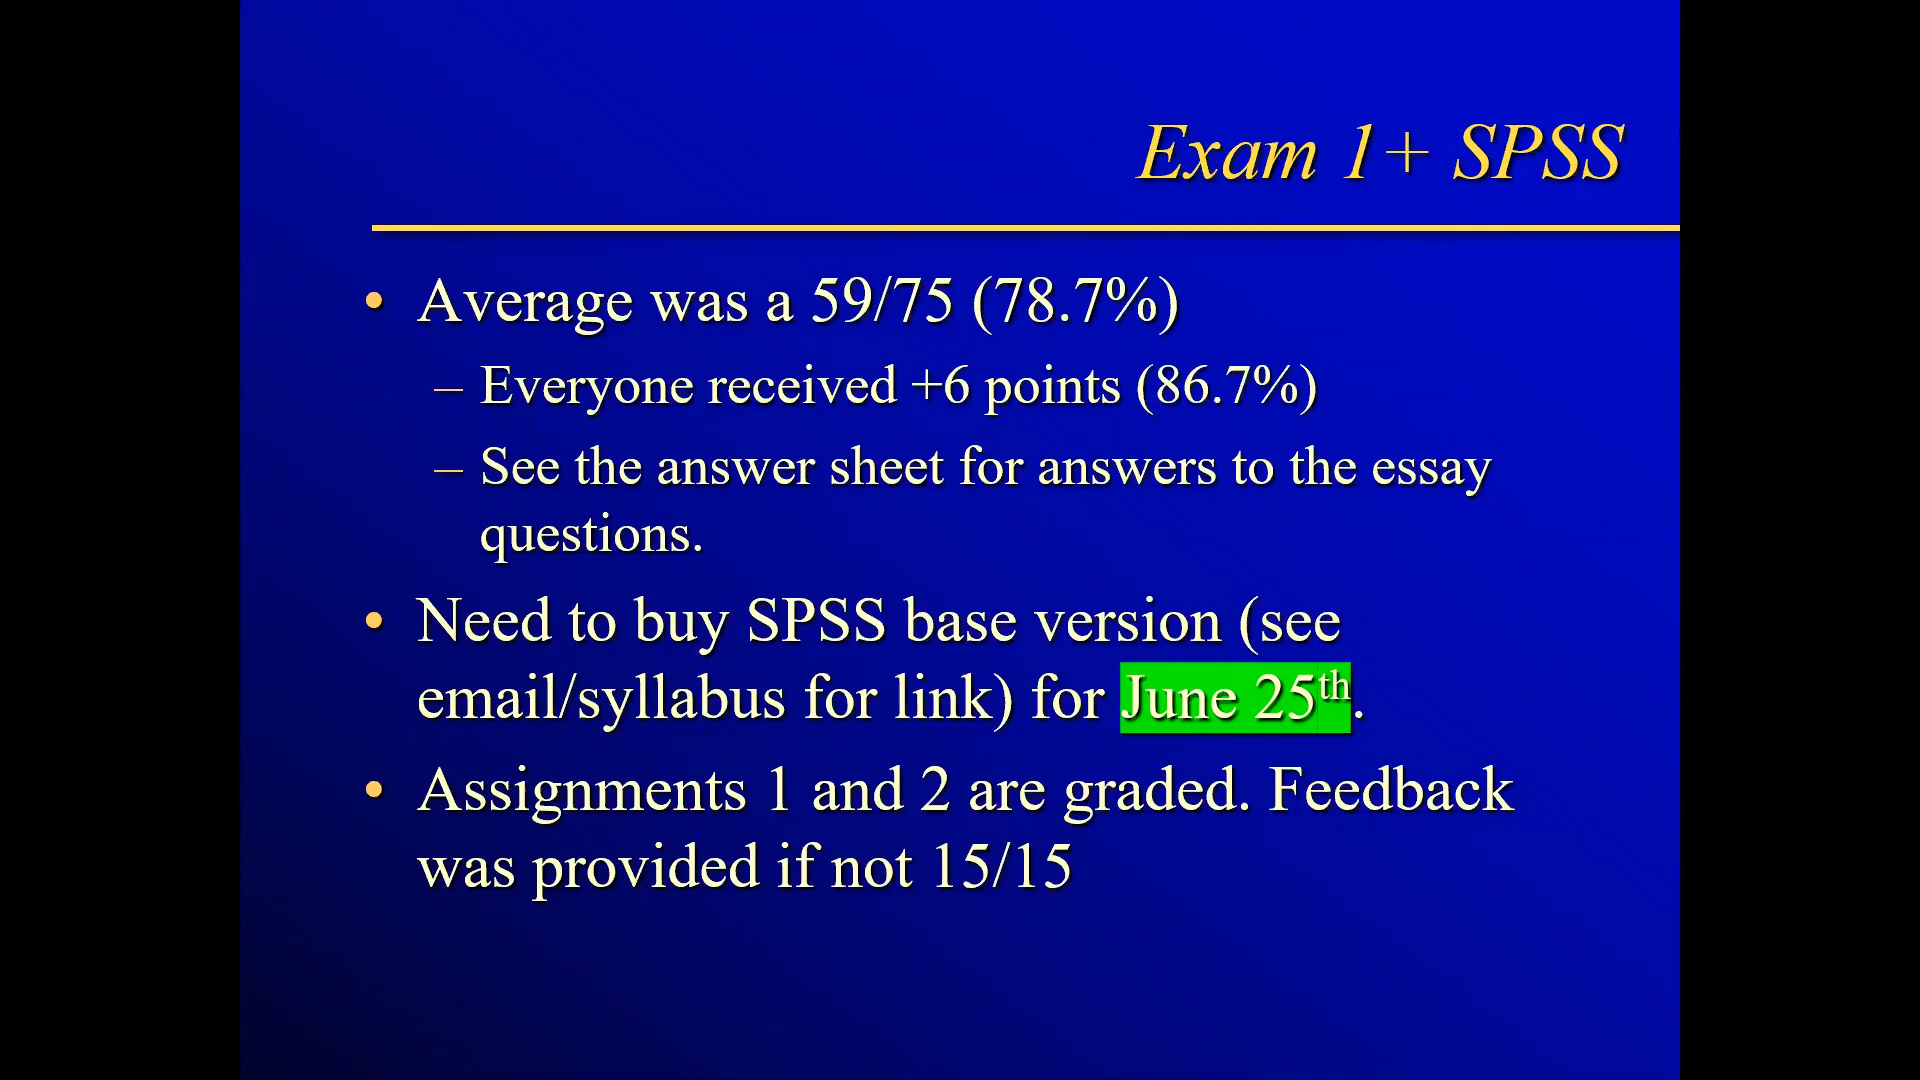 Exam 1+ SPSS
• Average was a 59/75 (78.7%)
– Everyone received +6 points (86.7%)
– See the answer sheet for answers to the essay
questions.
• Need to buy SPSS base version (see
email/syllabus for link) for June 25th.
• Assignments 1 and 2 are graded. Feedback
was provided if not 15/15